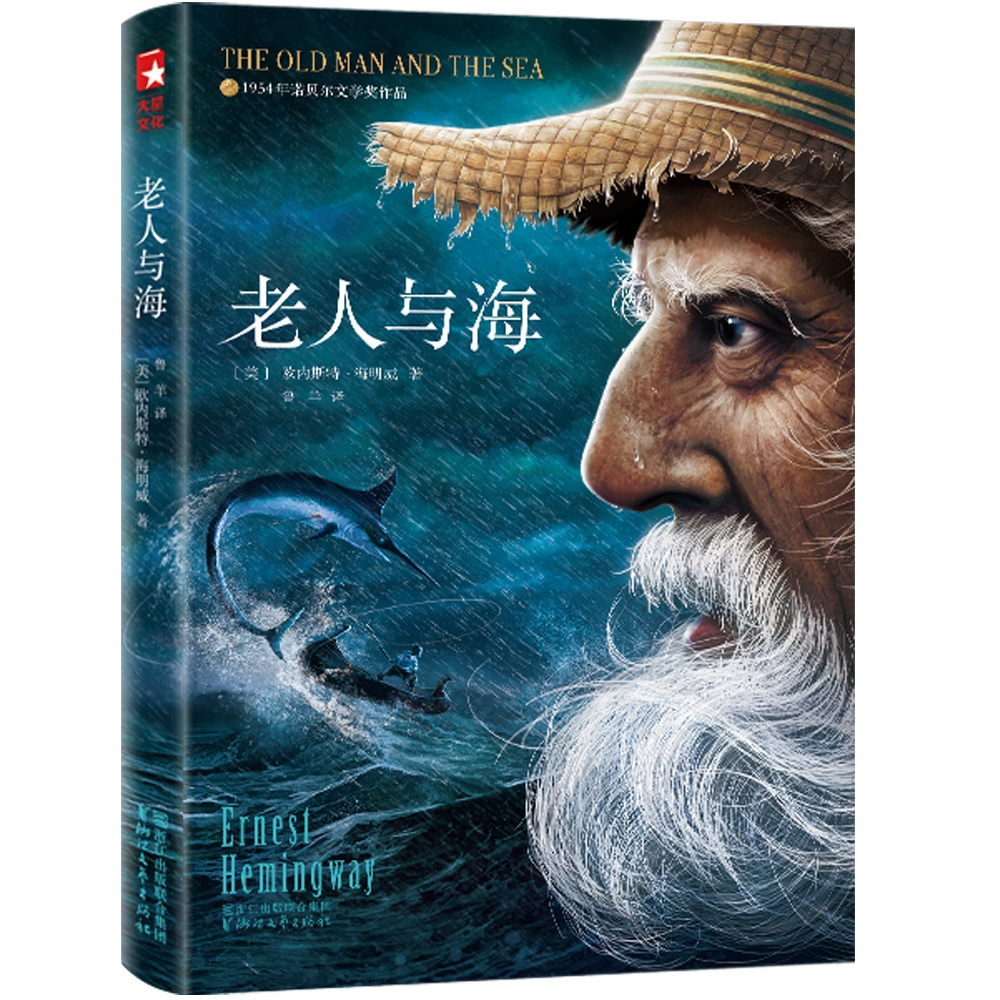 THE OLD MAN AND THE SEA
1954年诺贝尔文学奖作品
老人与海
〔美〕欧内斯特·海明威 著
鲁羊 译
Ernest
Hemingway
浙江出版联合集团
浙江文艺出版社
大星
文化
老人与海
鲁羊 译
〔美〕欧内斯特·海明威 著
浙江出版联合集团
浙江文艺出版社